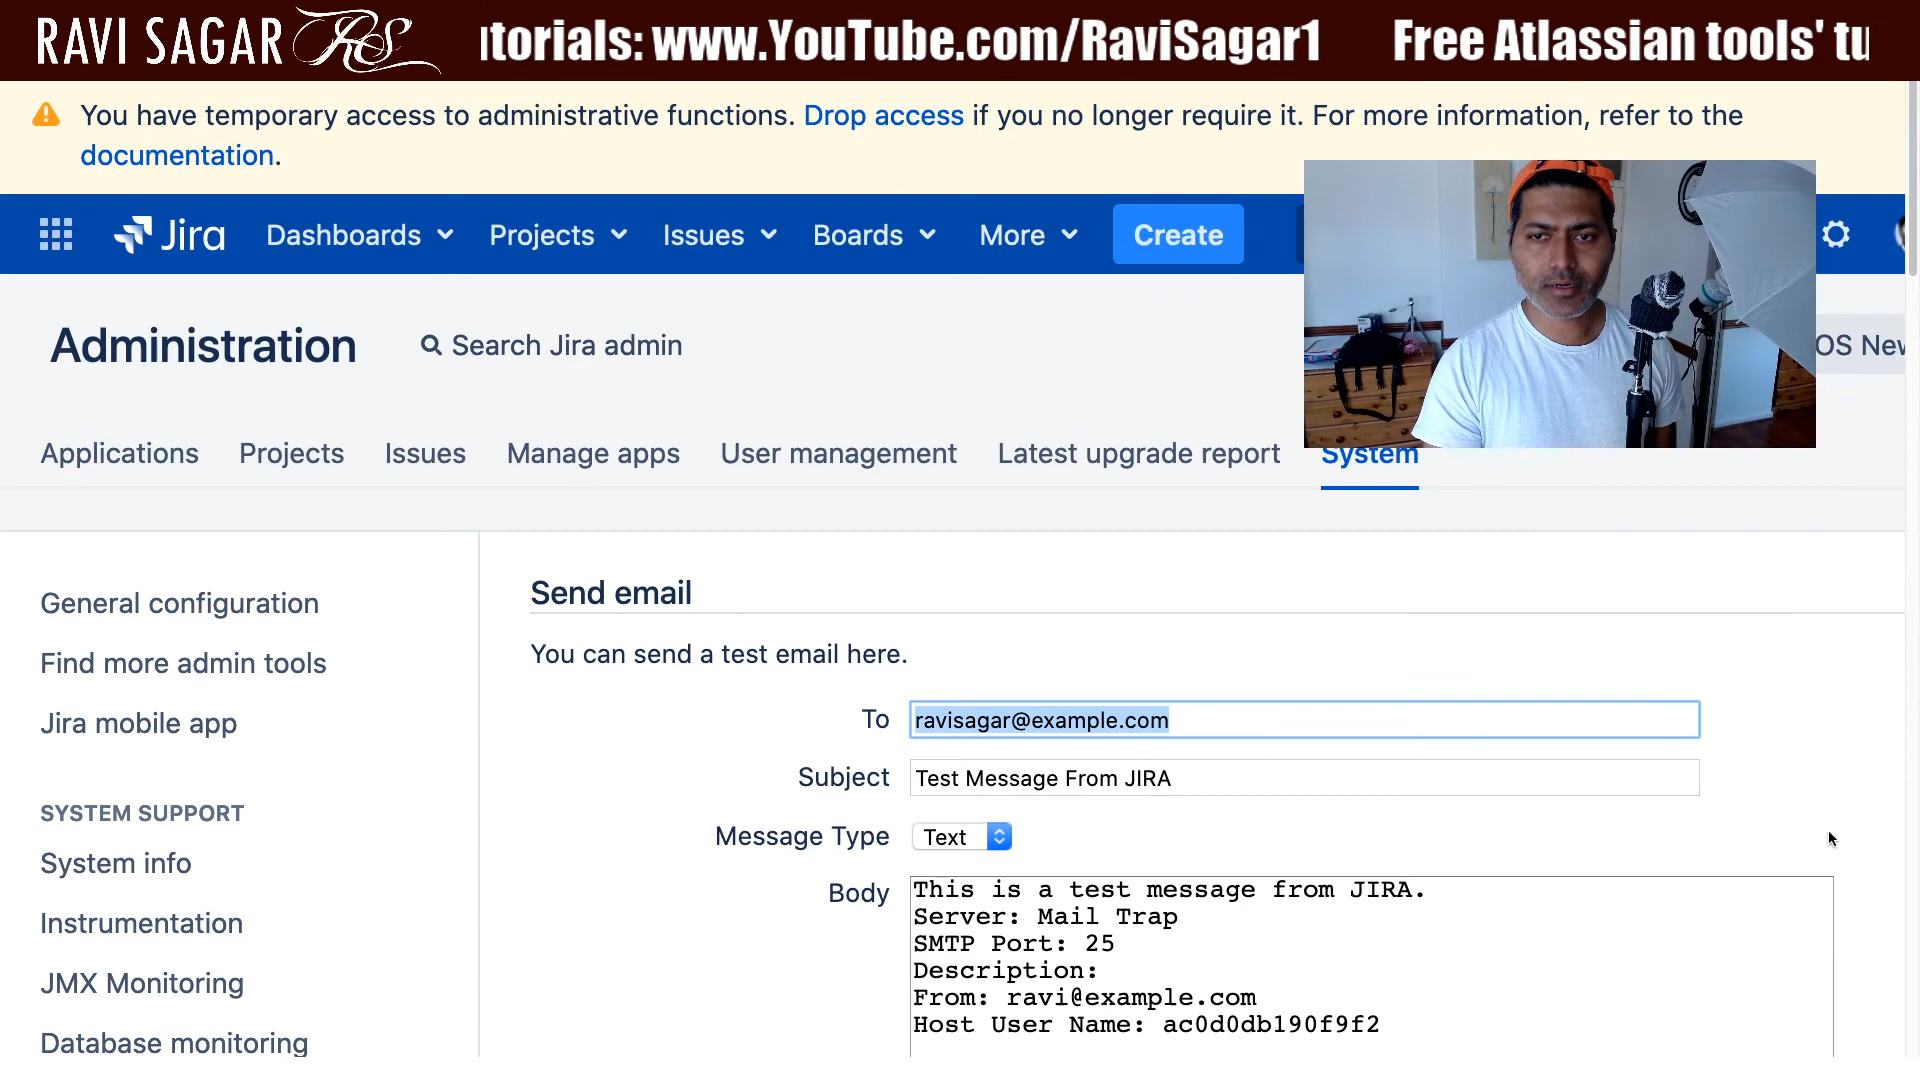 RAVI SAGAR RS torials: www.YouTube.com/RaviSagar1 Free Atlassian tools' tu
You have temporary access to administrative functions. Drop access if you no longer require it. For more information, refer to the
documentation.
Jira Dashboards Projects Issues Boards More Create
Administration Search Jira admin OS New
Applications Projects Issues Manage apps User management Latest upgrade report System
General configuration
Find more admin tools
Jira mobile app
SYSTEM SUPPORT
System info
Instrumentation
JMX Monitoring
Database monitoring
Send email
You can send a test email here.
To ravisagar@example.com
Subject Test Message From JIRA
Message Type Text
Body This is a test message from JIRA.
Server: Mail Trap
SMTP Port: 25
Description:
From: ravi@example.com
Host User Name: ac0d0db190f9f2